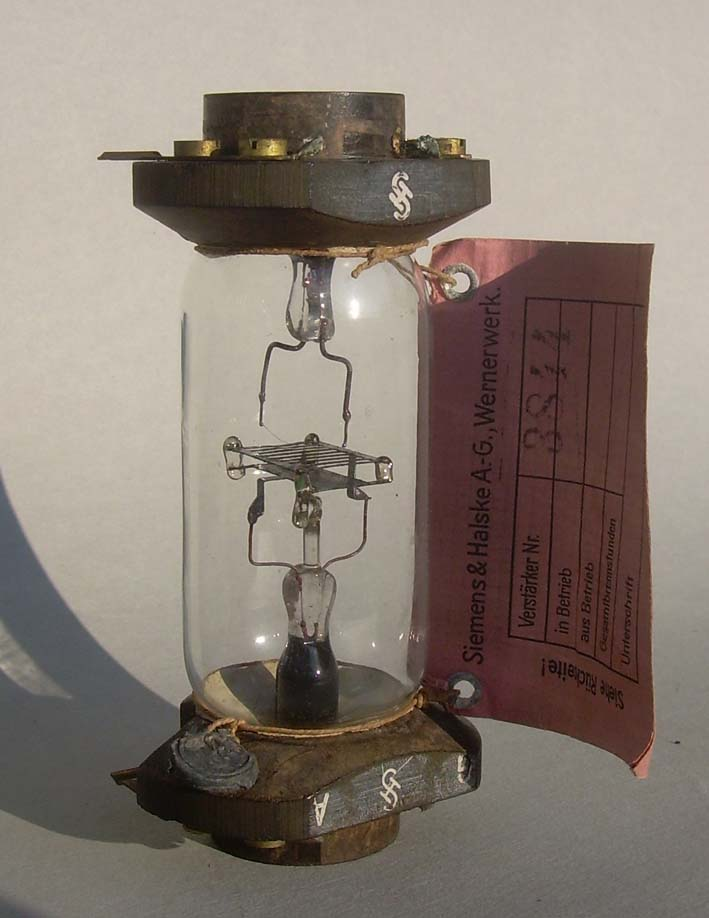 Siemens & Halske A.-G., Wernerwerk.
Verstärker Nr.
in Betrieb
aus Betrieb
Gesamtbrennstunden
Unterschrift
Siehe Rückseite!
A